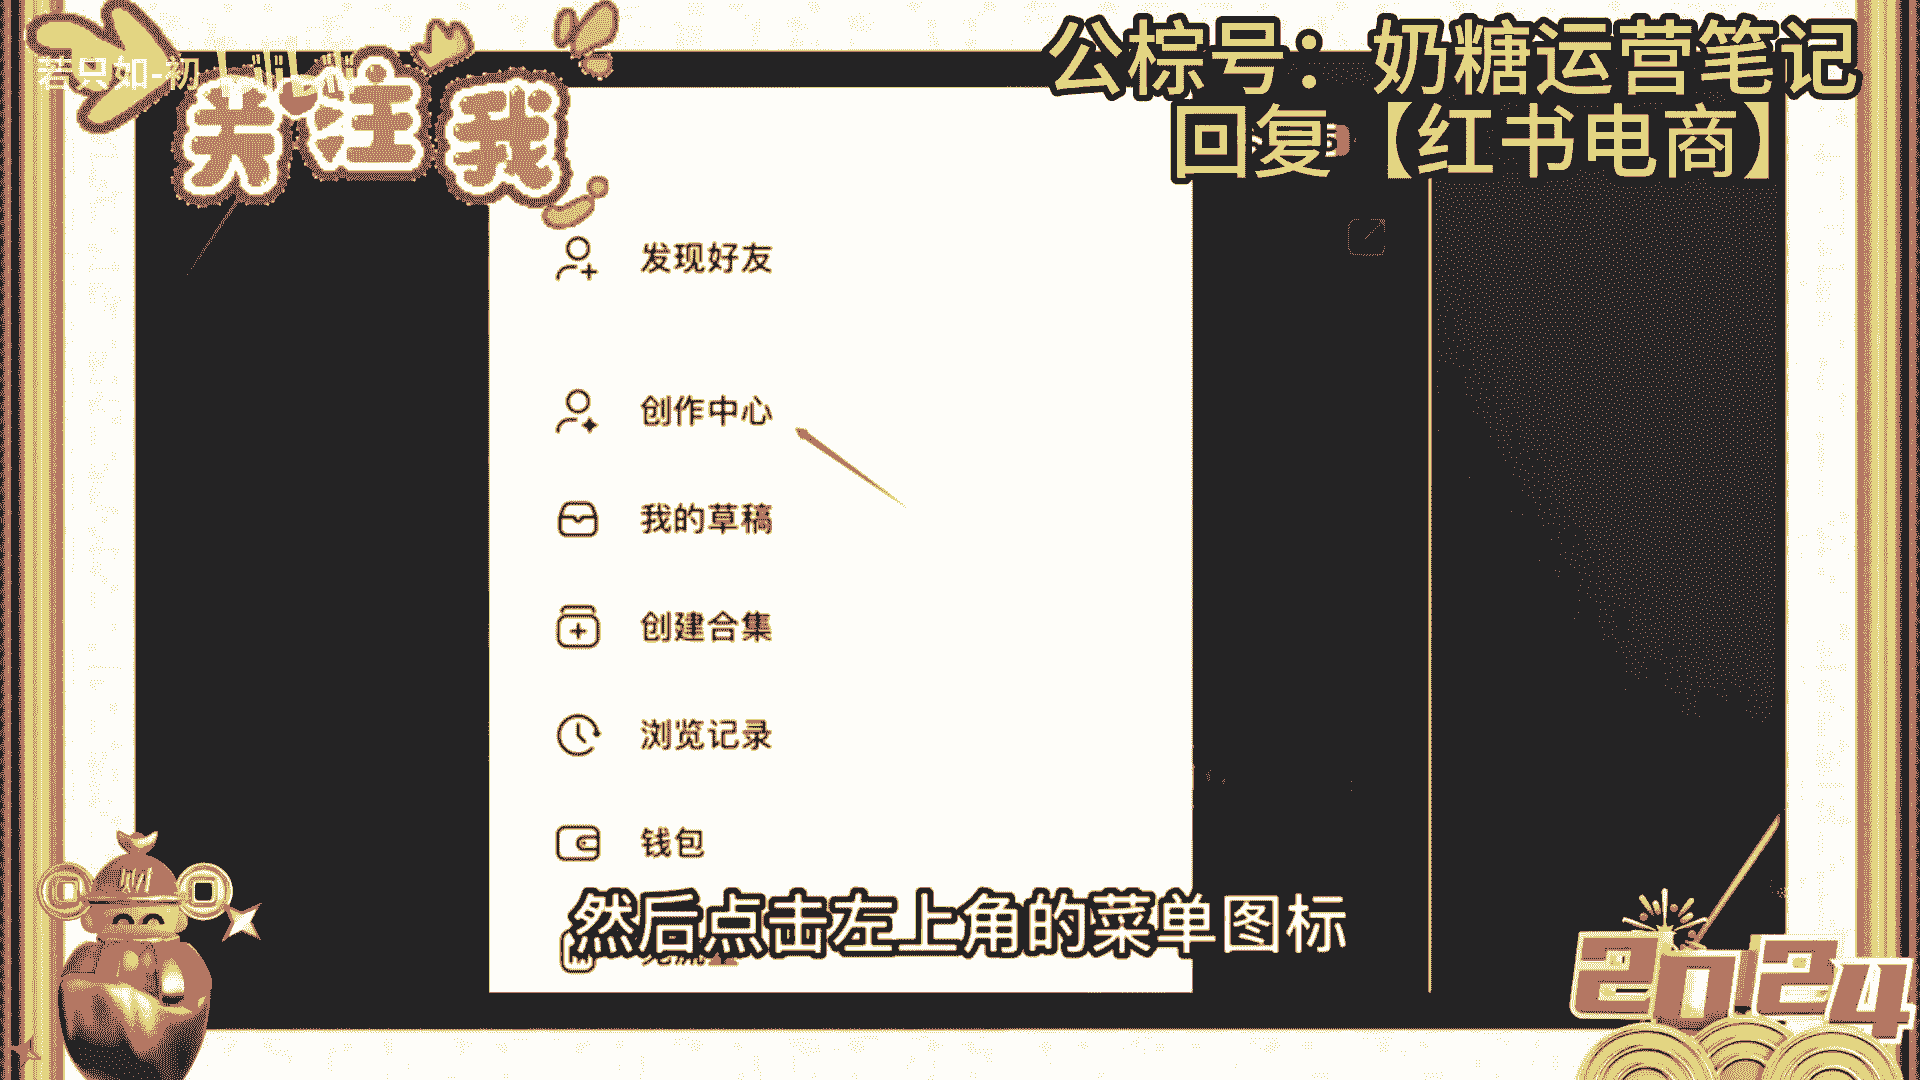 若只如-初
关注我
公棕号：奶糖运营笔记
回复【红书电商】
发现好友
创作中心
我的草稿
创建合集
浏览记录
钱包
然后点击左上角的菜单图标
财
2024